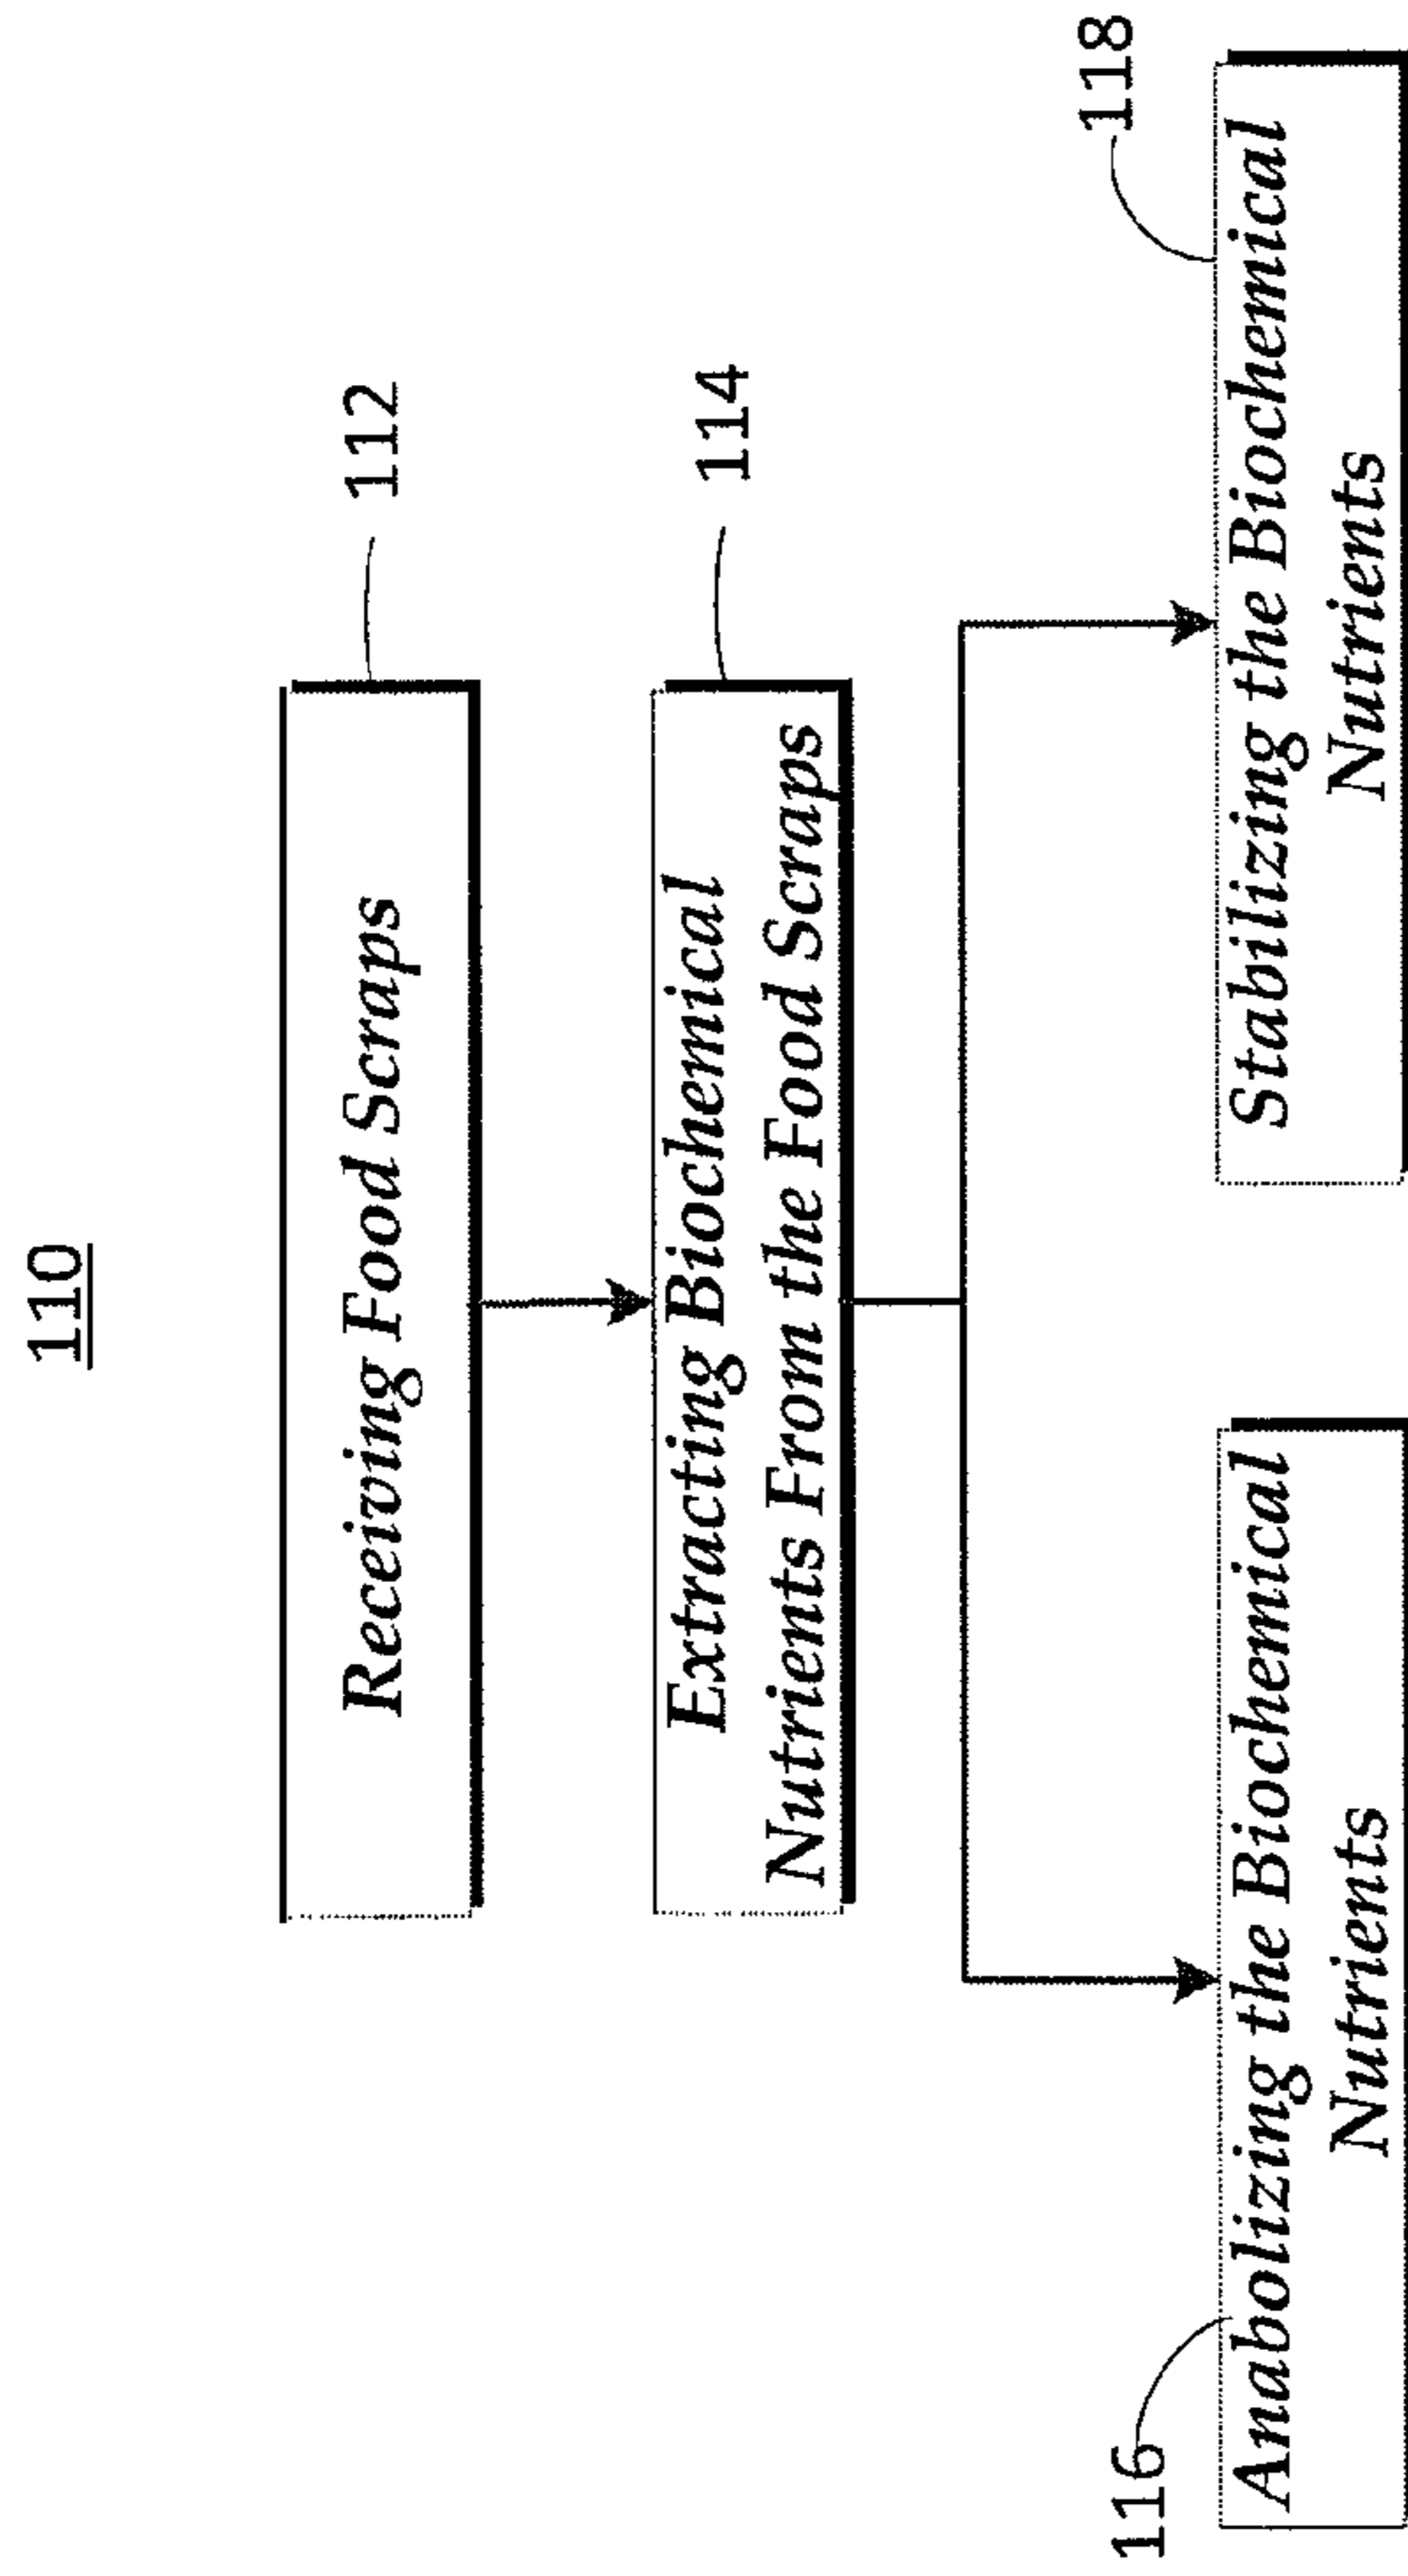 110
Receiving Food Scraps
112
Extracting Biochemical
Nutrients From the Food Scraps
114
116
Anabolizing the Biochemical
Nutrients
118
Stabilizing the Biochemical
Nutrients